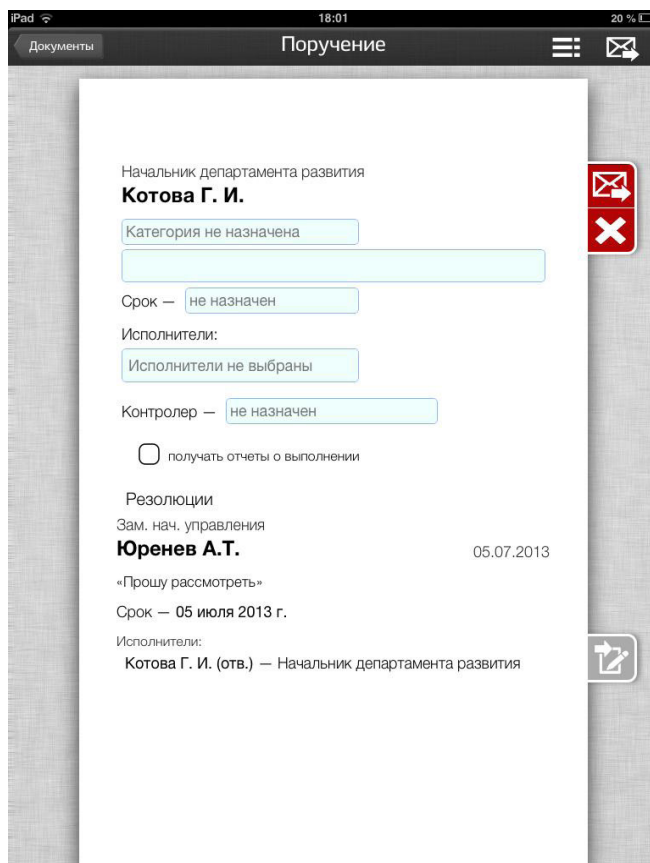 iPad 18:01 20 %
Документы Поручение
Начальник департамента развития
Котова Г. И.
Категория не назначена
Срок — не назначен
Исполнители:
Исполнители не выбраны
Контролер — не назначен
получать отчеты о выполнении
Резолюции
Зам. нач. управления
Юренев А.Т. 05.07.2013
«Прошу рассмотреть»
Срок — 05 июля 2013 г.
Исполнители:
Котова Г. И. (отв.) — Начальник департамента развития